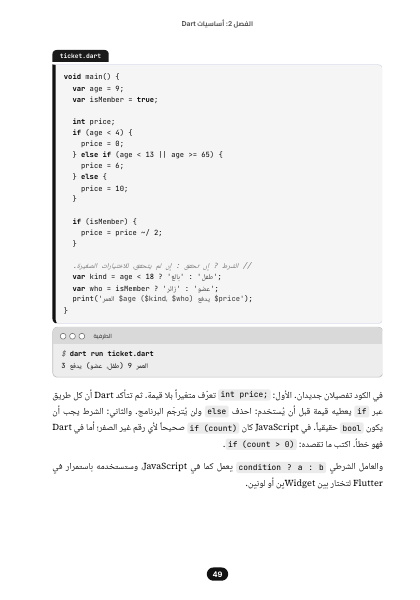 الفصل 2: أساسيات Dart
ticket.dart
void main() {
  var age = 9;
  var isMember = true;

  int price;
  if (age < 4) {
    price = 0;
  } else if (age < 13 || age >= 65) {
    price = 6;
  } else {
    price = 10;
  }

  if (isMember) {
    price = price ~/ 2;
  }

  // الشرط ? إن تحقق : إن لم يتحقق للاختيارات الصغيرة.
  var kind = age < 18 ? 'طفل' : 'بالغ';
  var who = isMember ? 'عضو' : 'زائر';
  print('العمر $age ($kind، $who) يدفع $price');
}
الطرفية
$ dart run ticket.dart
العمر 9 (طفل، عضو) يدفع 3
في الكود تفصيلان جديدان. الأول: int price; تعرّف متغيراً بلا قيمة. ثم تتأكد Dart أن كل طريق
عبر if يعطيه قيمة قبل أن يُستخدم: احذف else ولن يُترجَم البرنامج. والثاني: الشرط يجب أن
يكون bool حقيقياً. في JavaScript كان if (count) صحيحاً لأي رقم غير الصفر؛ أما في Dart
فهو خطأ. اكتب ما تقصده: if (count > 0).
والعامل الشرطي condition ? a : b يعمل كما في JavaScript، وستستخدمه باستمرار في
Flutter لتختار بين Widgetين أو لونين.
49